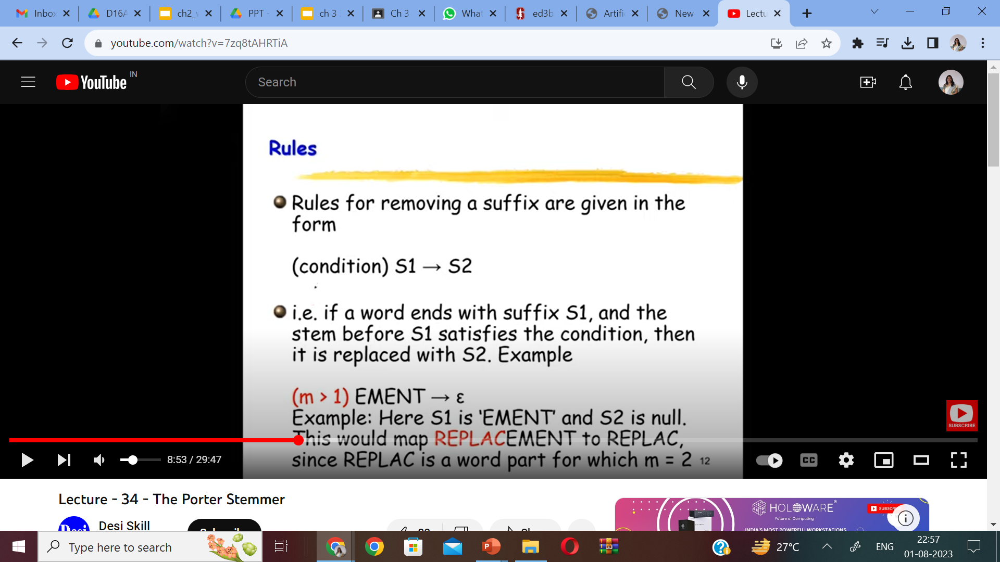 Inbox
D16A
ch2_v
PPT -
ch 3
Ch 3
What
ed3b
Artifi
New
Lectu
youtube.com/watch?v=7zq8tAHRTiA
YouTube IN
Search
Rules
Rules for removing a suffix are given in the
form
(condition) S1 → S2
i.e. if a word ends with suffix S1, and the
stem before S1 satisfies the condition, then
it is replaced with S2. Example
(m > 1) EMENT → ε
Example: Here S1 is 'EMENT' and S2 is null.
This would map REPLACEMENT to REPLAC,
since REPLAC is a word part for which m = 2 12
SUBSCRIBE
8:53 / 29:47
CC
Lecture - 34 - The Porter Stemmer
Desi Skill
HOLOWARE
Future of Computing
INDIA'S MOST POWERFUL WORKSTATIONS
Type here to search
27°C
ENG
22:57
01-08-2023